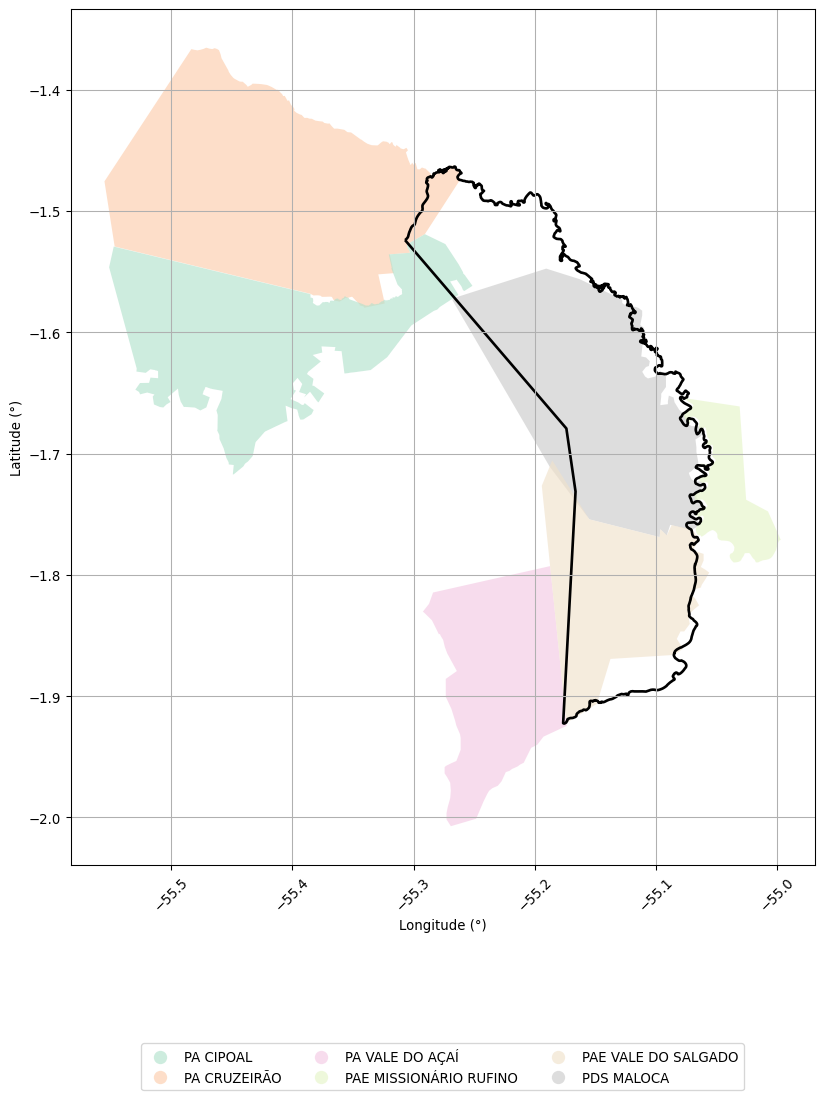 −1.4
−1.5
−1.6
−1.7
−1.8
−1.9
−2.0
Latitude (°)
−55.5
−55.4
−55.3
−55.2
−55.1
−55.0
Longitude (°)
PA CIPOAL
PA VALE DO AÇAÍ
PAE VALE DO SALGADO
PA CRUZEIRÃO
PAE MISSIONÁRIO RUFINO
PDS MALOCA